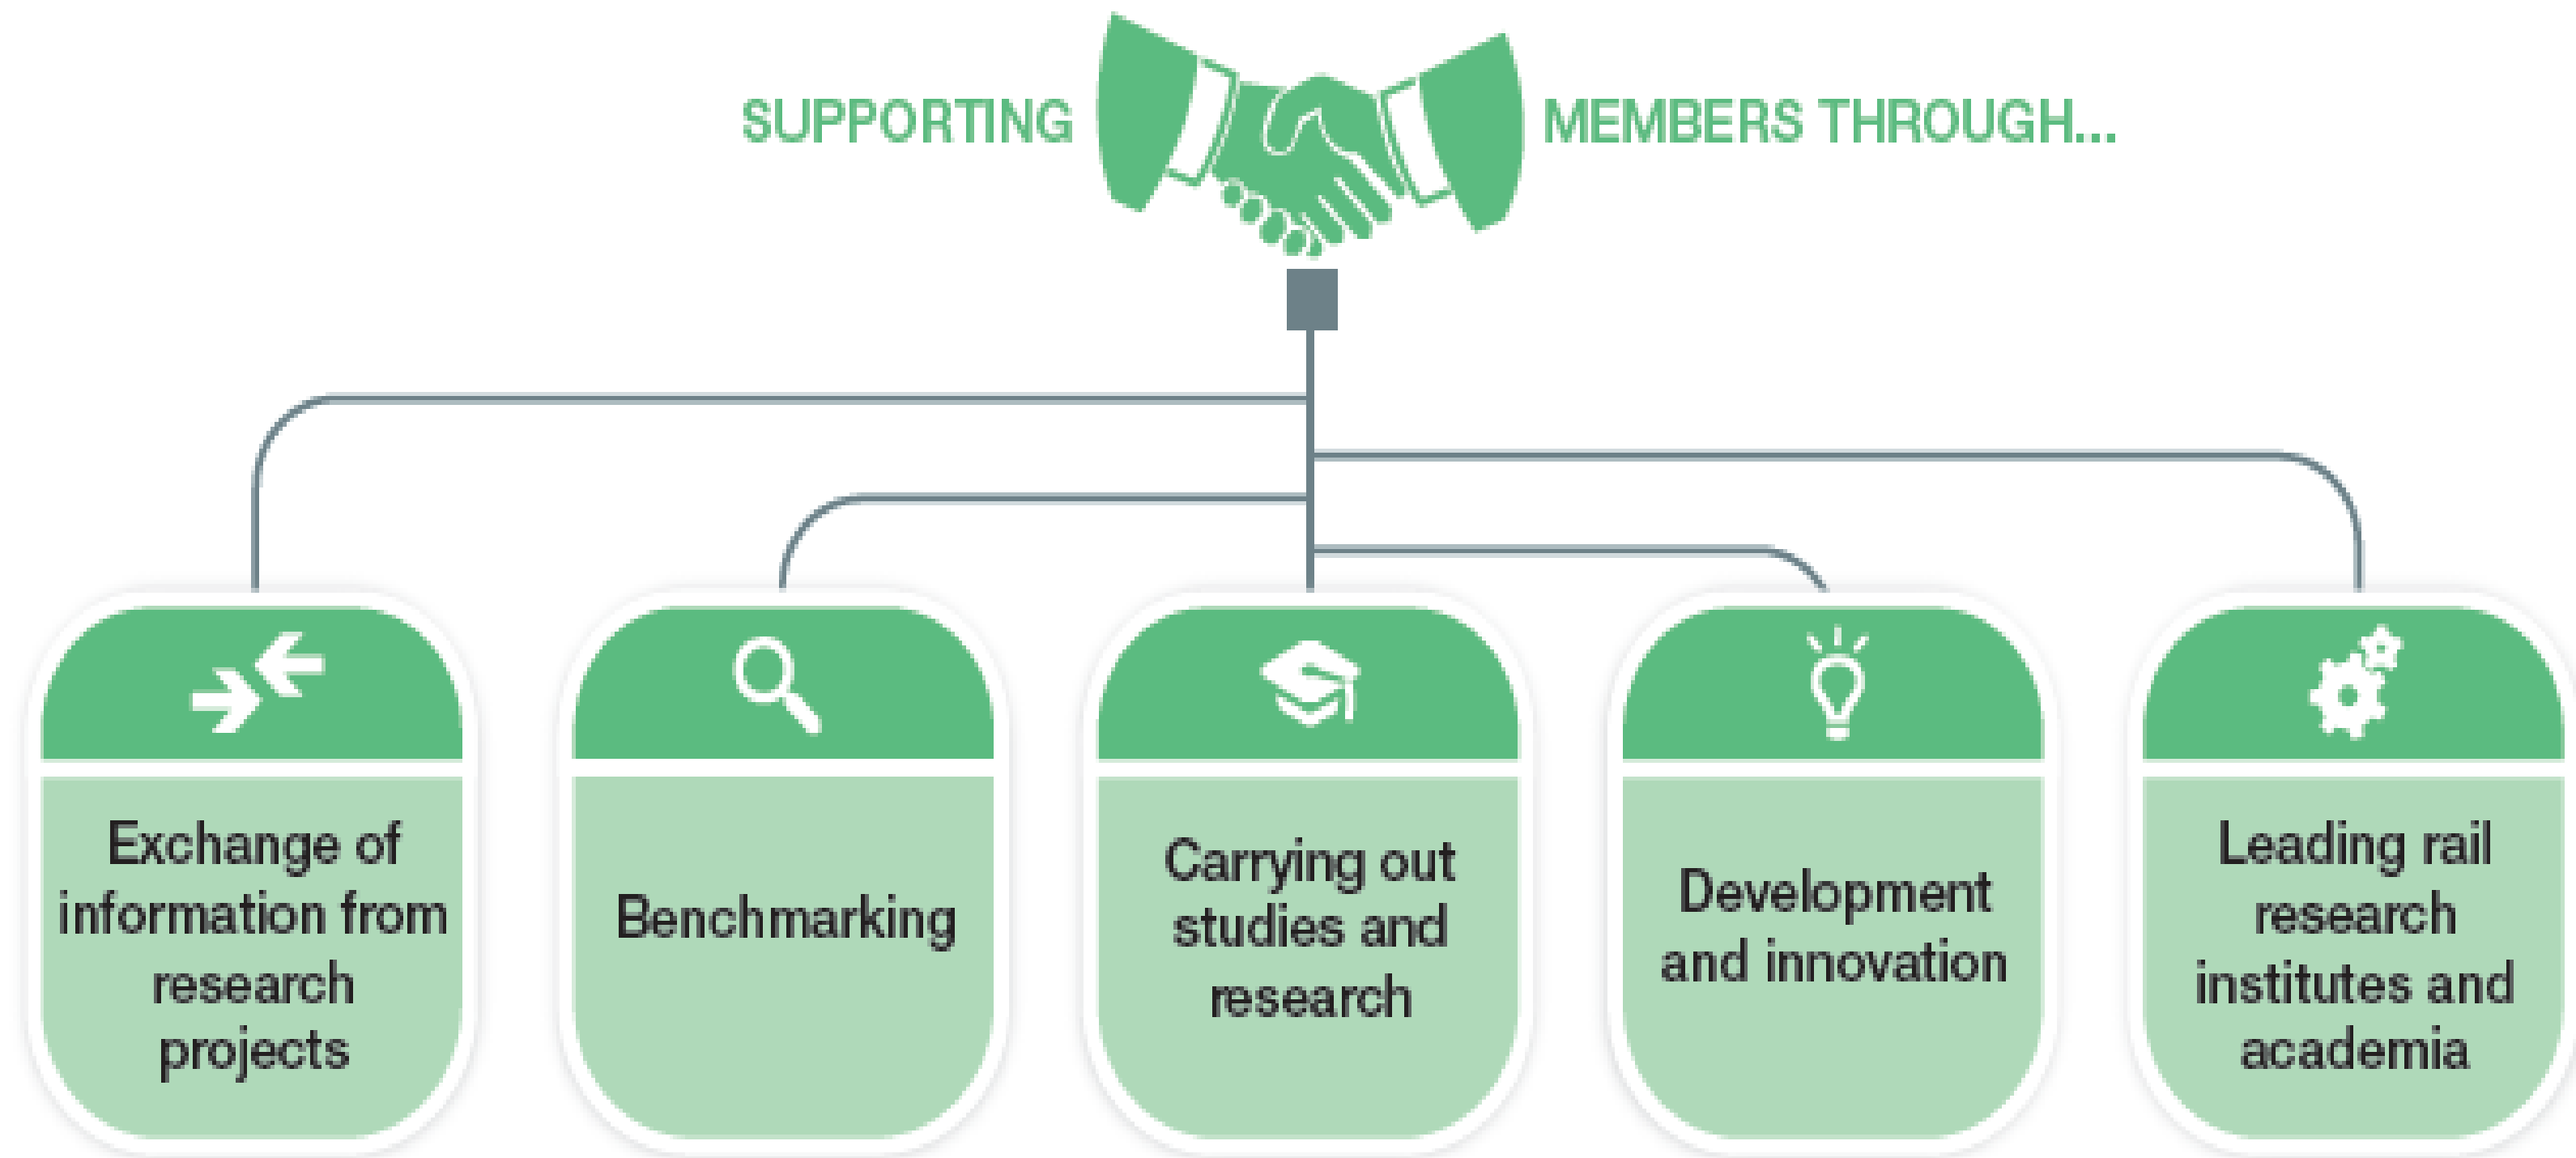 SUPPORTING MEMBERS THROUGH...
Exchange of
information from
research
projects
Benchmarking
Carrying out
studies and
research
Development
and innovation
Leading rail
research
institutes and
academia